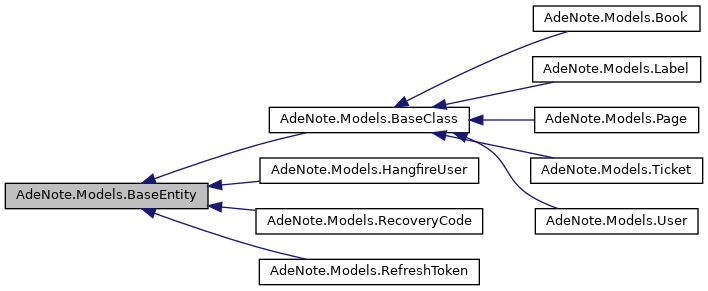 AdeNote.Models.Book
AdeNote.Models.Label
AdeNote.Models.BaseClass
AdeNote.Models.Page
AdeNote.Models.HangfireUser
AdeNote.Models.Ticket
AdeNote.Models.BaseEntity
AdeNote.Models.RecoveryCode
AdeNote.Models.User
AdeNote.Models.RefreshToken